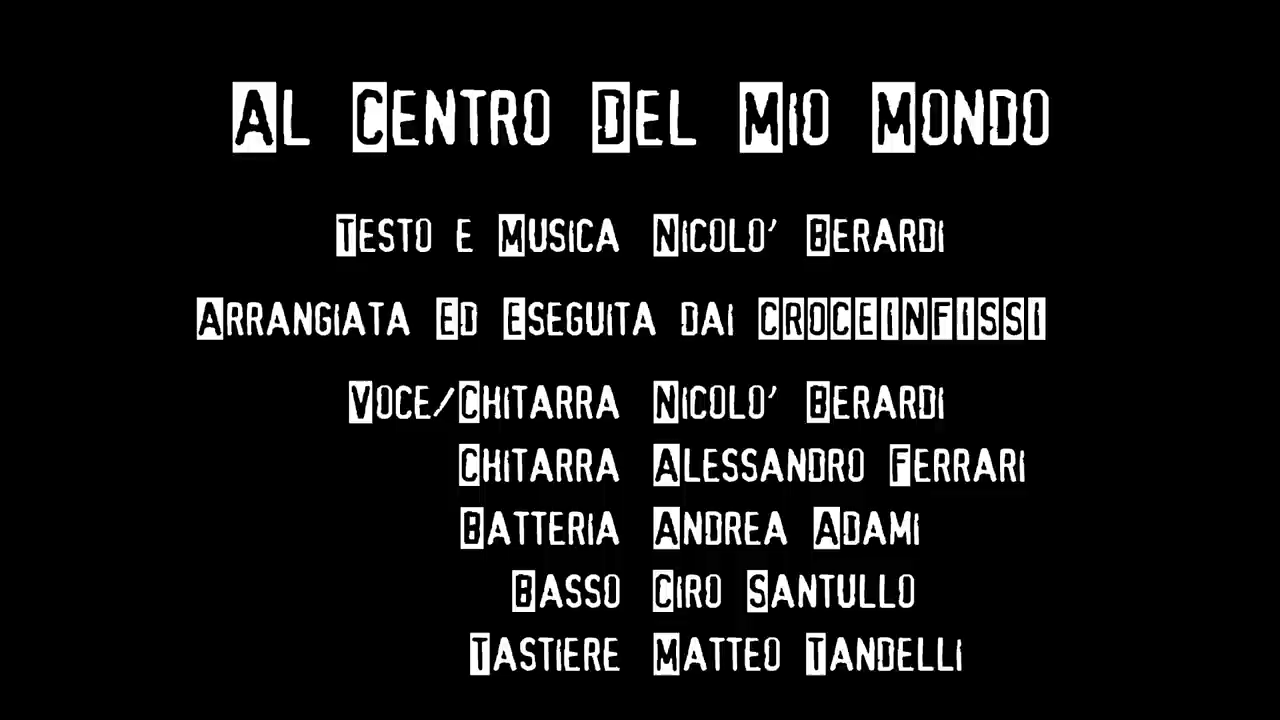 Al Centro Del Mio Mondo
Testo e Musica Nicolo' Berardi
Arrangiata Ed Eseguita dai CROCEINFISSI
Voce/Chitarra Nicolo' Berardi
Chitarra Alessandro Ferrari
Batteria Andrea Adami
Basso Ciro Santullo
Tastiere Matteo Tandelli